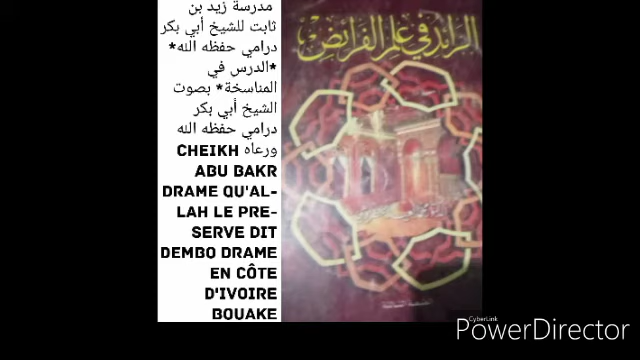 مدرسة زيد بن
ثابت للشيخ أبي بكر
درامي حفظه الله*
*الدرس في
المناسخة* بصوت
الشيخ أبي بكر
درامي حفظه الله
ورعاه CHEIKH
ABU BAKR
DRAME QU'AL-
LAH LE PRE-
SERVE DIT
DEMBO DRAME
EN CÔTE
D'IVOIRE
BOUAKE
الرائد في علم الفرائض
CyberLink
PowerDirector